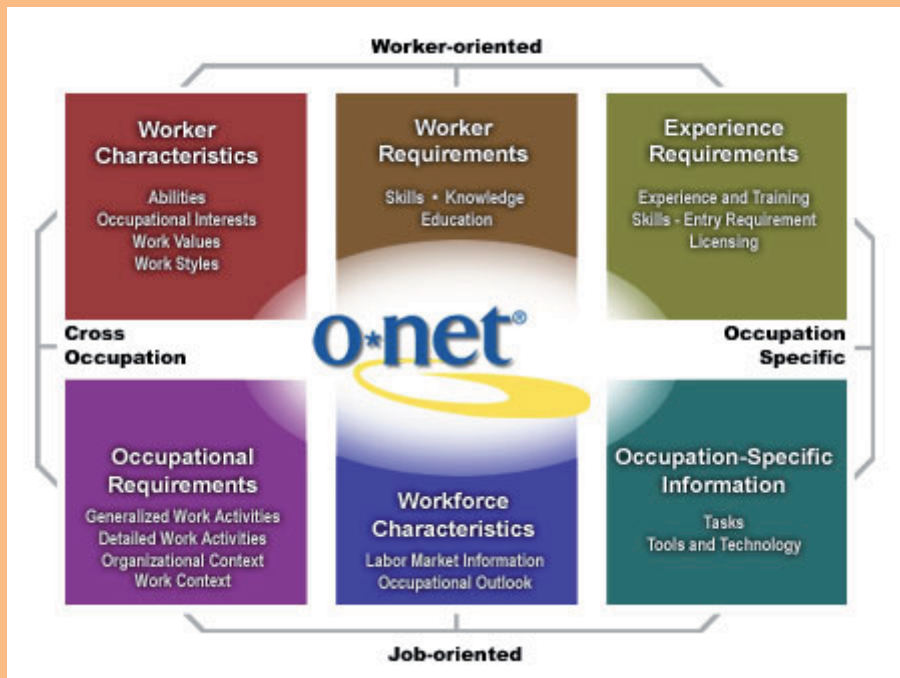 Worker-oriented
Worker
Characteristics
Abilities
Occupational Interests
Work Values
Work Styles
Worker
Requirements
Skills • Knowledge
Education
Experience
Requirements
Experience and Training
Skills - Entry Requirement
Licensing
Cross
Occupation
o*net®
Occupation
Specific
Occupational
Requirements
Generalized Work Activities
Detailed Work Activities
Organizational Context
Work Context
Workforce
Characteristics
Labor Market Information
Occupational Outlook
Occupation-Specific
Information
Tasks
Tools and Technology
Job-oriented